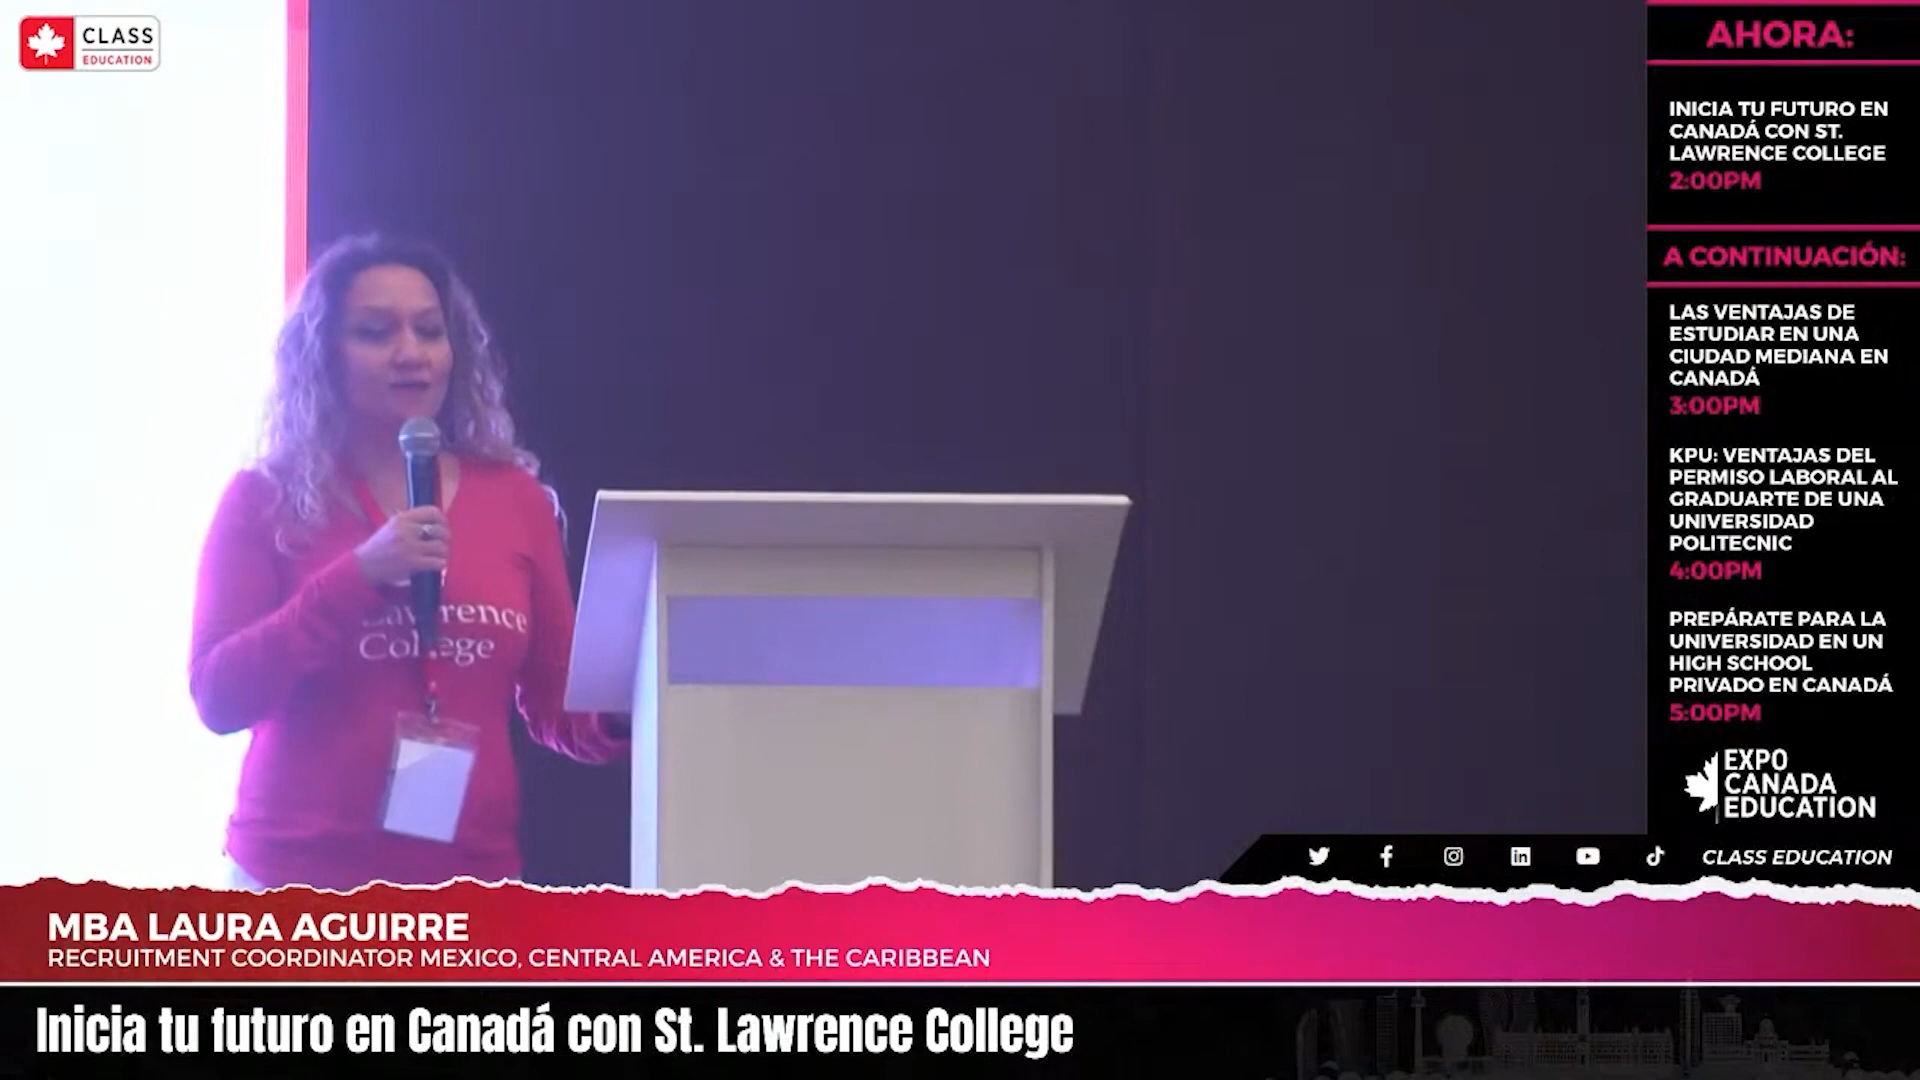 CLASS
EDUCATION
AHORA:
INICIA TU FUTURO EN
CANADÁ CON ST.
LAWRENCE COLLEGE
2:00PM
A CONTINUACIÓN:
LAS VENTAJAS DE
ESTUDIAR EN UNA
CIUDAD MEDIANA EN
CANADÁ
3:00PM
KPU: VENTAJAS DEL
PERMISO LABORAL AL
GRADUARTE DE UNA
UNIVERSIDAD
POLITECNIC
4:00PM
PREPÁRATE PARA LA
UNIVERSIDAD EN UN
HIGH SCHOOL
PRIVADO EN CANADÁ
5:00PM
EXPO
CANADA
EDUCATION
CLASS EDUCATION
Lawrence
College
MBA LAURA AGUIRRE
RECRUITMENT COORDINATOR MEXICO, CENTRAL AMERICA & THE CARIBBEAN
Inicia tu futuro en Canadá con St. Lawrence College